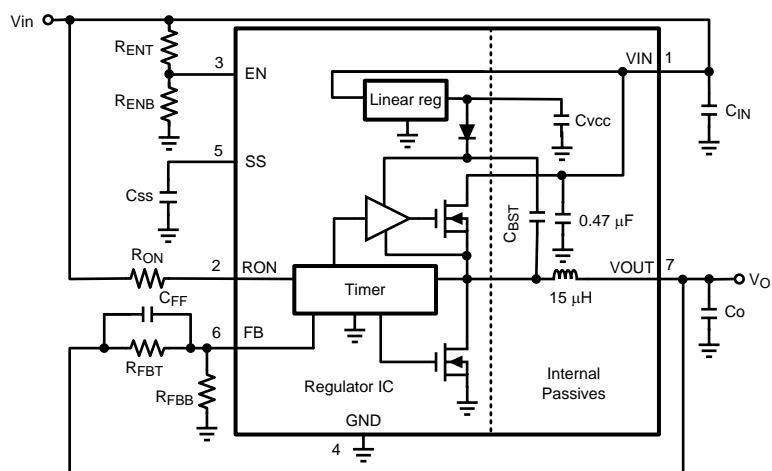 Vin
RENT
3
EN
RENB
5
SS
Css
RON
2
RON
CFF
6
FB
RFBT
RFBB
Linear reg
VIN
1
CIN
Cvcc
CBST
0.47 μF
Timer
VOUT
7
15 μH
VO
Co
Regulator IC
Internal
Passives
GND
4